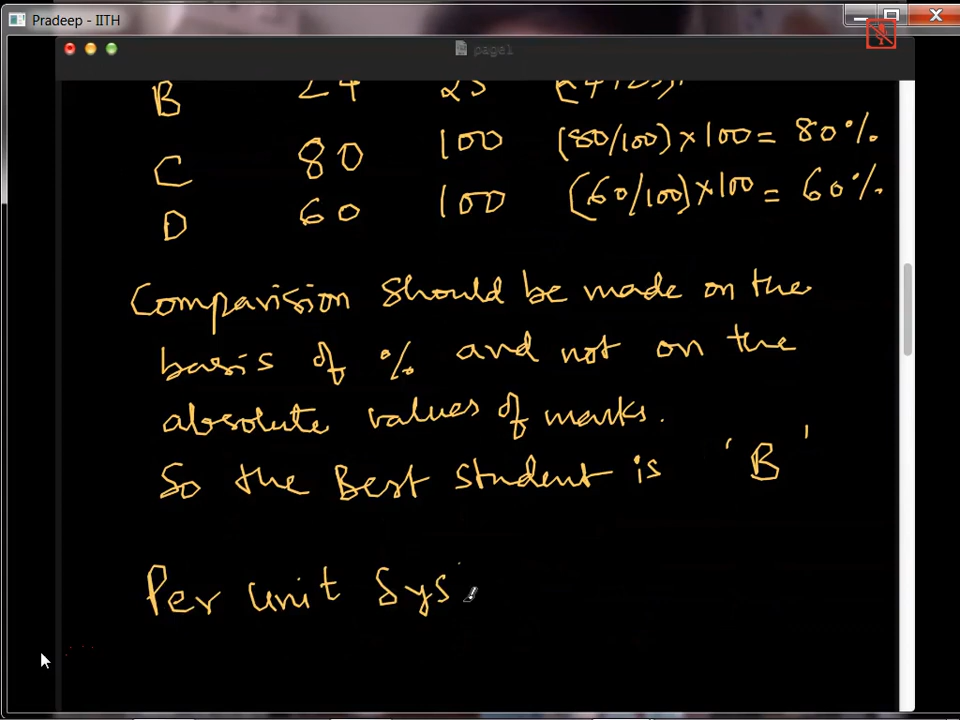 Pradeep - IITH
page1
B 24 25
C 80 100 (80/100)×100 = 80%
D 60 100 (60/100)×100 = 60%
Comparision should be made on the
basis of % and not on the
absolute values of marks.
So the Best student is 'B'
Per unit Sys